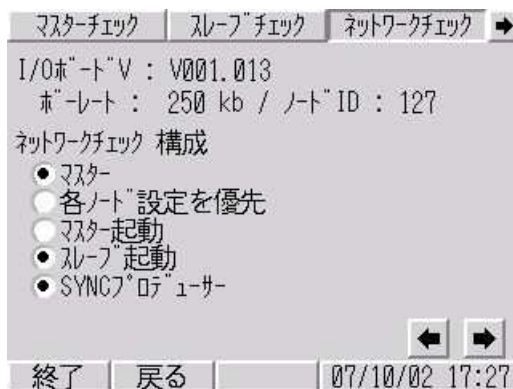 マスターチェック スレーブチェック ネットワークチェック
I/OボードV : V001.013
ボーレート : 250 kb / ノードID : 127
ネットワークチェック 構成
マスター
各ノード設定を優先
マスター起動
スレーブ起動
SYNCプロデューサー
終了 戻る 07/10/02 17:27